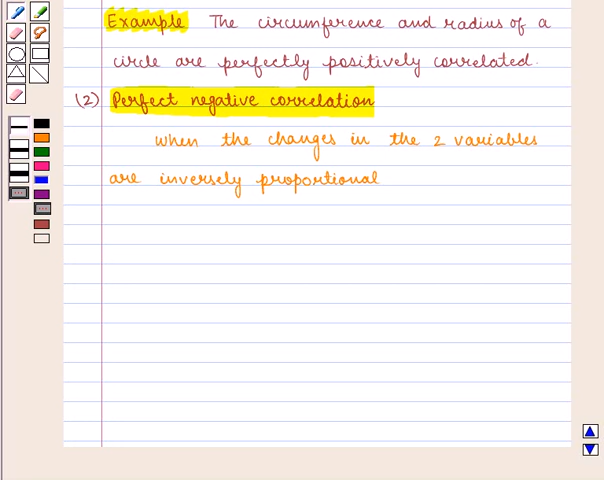 Example The circumference and radius of a
circle are perfectly positively correlated.
(2) Perfect negative correlation
When the changes in the 2 variables
are inversely proportional